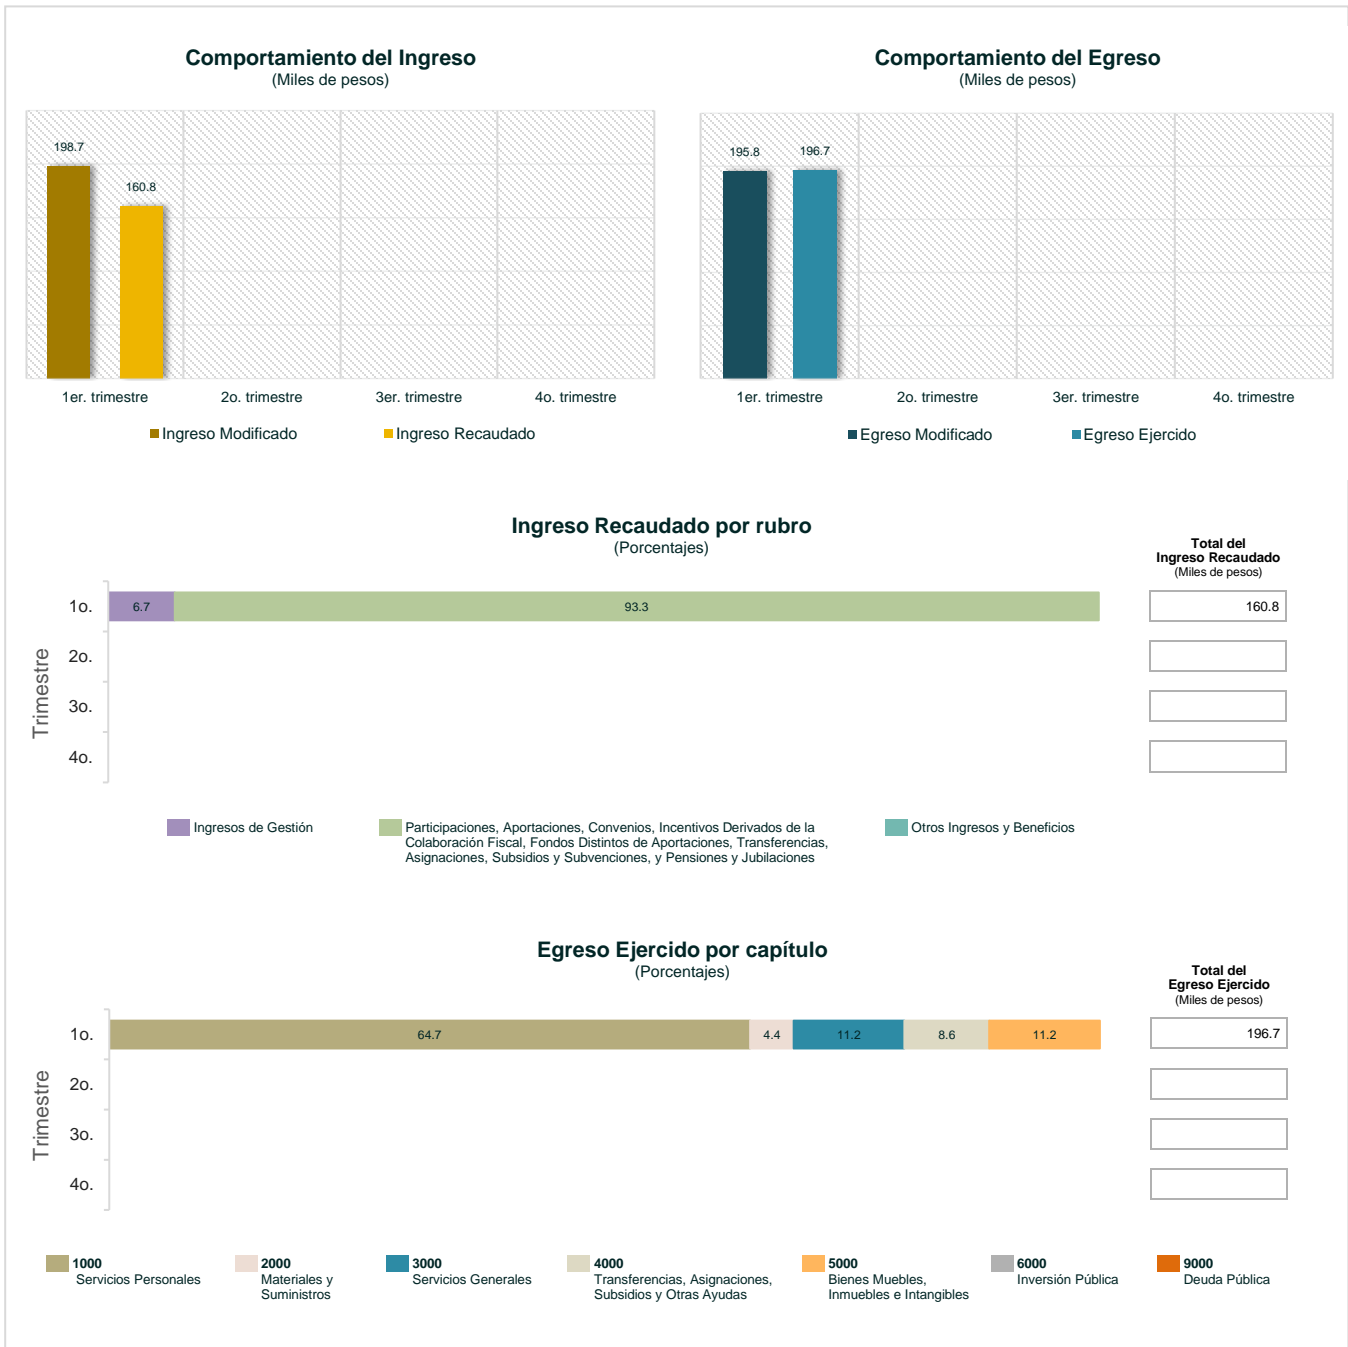 Comportamiento del Ingreso
(Miles de pesos)
198.7
160.8
1er. trimestre
2o. trimestre
3er. trimestre
4o. trimestre
Ingreso Modificado
Ingreso Recaudado
Comportamiento del Egreso
(Miles de pesos)
195.8
196.7
1er. trimestre
2o. trimestre
3er. trimestre
4o. trimestre
Egreso Modificado
Egreso Ejercido
Ingreso Recaudado por rubro
(Porcentajes)
Total del
Ingreso Recaudado
(Miles de pesos)
Trimestre
1o.
6.7
93.3
160.8
2o.
3o.
4o.
Ingresos de Gestión
Participaciones, Aportaciones, Convenios, Incentivos Derivados de la
Colaboración Fiscal, Fondos Distintos de Aportaciones, Transferencias,
Asignaciones, Subsidios y Subvenciones, y Pensiones y Jubilaciones
Otros Ingresos y Beneficios
Egreso Ejercido por capítulo
(Porcentajes)
Total del
Egreso Ejercido
(Miles de pesos)
Trimestre
1o.
64.7
4.4
11.2
8.6
11.2
196.7
2o.
3o.
4o.
1000
Servicios Personales
2000
Materiales y
Suministros
3000
Servicios Generales
4000
Transferencias, Asignaciones,
Subsidios y Otras Ayudas
5000
Bienes Muebles,
Inmuebles e Intangibles
6000
Inversión Pública
9000
Deuda Pública